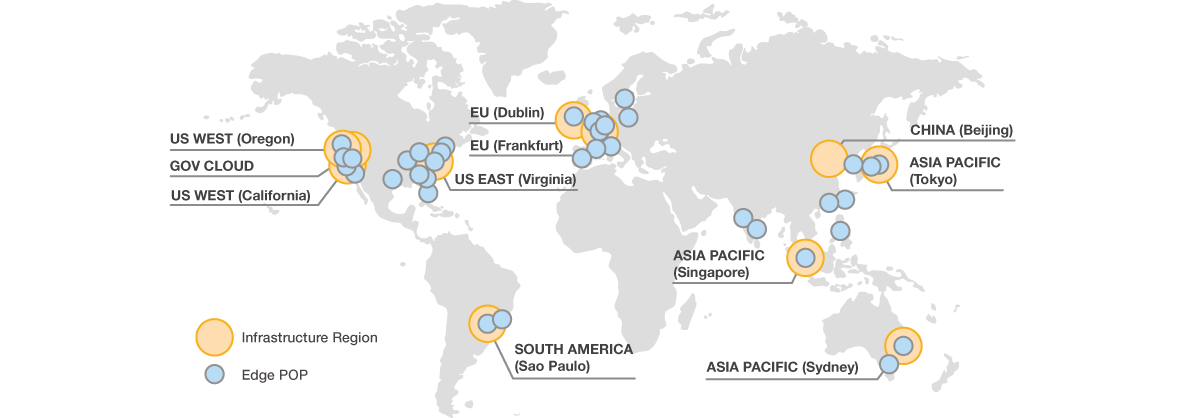 US WEST (Oregon)
GOV CLOUD
US WEST (California)
US EAST (Virginia)
EU (Dublin)
EU (Frankfurt)
CHINA (Beijing)
ASIA PACIFIC
(Tokyo)
ASIA PACIFIC
(Singapore)
SOUTH AMERICA
(Sao Paulo)
ASIA PACIFIC (Sydney)
Infrastructure Region
Edge POP